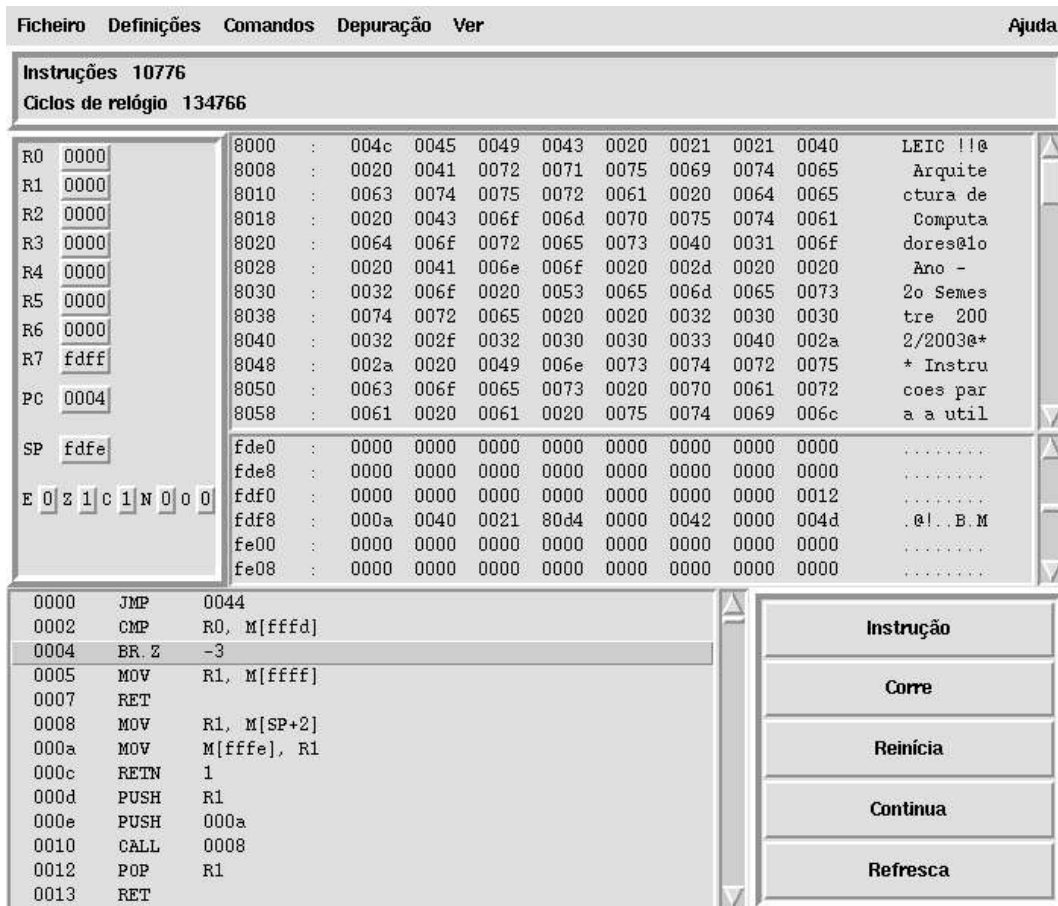 Ficheiro Definições Comandos Depuração Ver Ajuda
Instruções 10776
Ciclos de relógio 134766
R0 0000
R1 0000
R2 0000
R3 0000
R4 0000
R5 0000
R6 0000
R7 fdff
PC 0004
SP fdfe
E 0 Z 1 C 1 N 0 O 0
8000 : 004c 0045 0049 0043 0020 0021 0021 0040 LEIC !!@
8008 : 0020 0041 0072 0071 0075 0069 0074 0065 Arquite
8010 : 0063 0074 0075 0072 0061 0020 0064 0065 ctura de
8018 : 0020 0043 006f 006d 0070 0075 0074 0061 Computa
8020 : 0064 006f 0072 0065 0073 0040 0031 006f dores@1o
8028 : 0020 0041 006e 006f 0020 002d 0020 0020 Ano -
8030 : 0032 006f 0020 0053 0065 006d 0065 0073 2o Semes
8038 : 0074 0072 0065 0020 0020 0032 0030 0030 tre 200
8040 : 0032 002f 0032 0030 0030 0033 0040 002a 2/2003@*
8048 : 002a 0020 0049 006e 0073 0074 0072 0075 * Instru
8050 : 0063 006f 0065 0073 0020 0070 0061 0072 coes par
8058 : 0061 0020 0061 0020 0075 0074 0069 006c a a util
fde0 : 0000 0000 0000 0000 0000 0000 0000 0000 ........
fde8 : 0000 0000 0000 0000 0000 0000 0000 0000 ........
fdf0 : 0000 0000 0000 0000 0000 0000 0000 0012 ........
fdf8 : 000a 0040 0021 80d4 0000 0042 0000 004d .@!..B.M
fe00 : 0000 0000 0000 0000 0000 0000 0000 0000 ........
fe08 : 0000 0000 0000 0000 0000 0000 0000 0000 ........
0000 JMP 0044
0002 CMP R0, M[fffd]
0004 BR.Z -3
0005 MOV R1, M[ffff]
0007 RET
0008 MOV R1, M[SP+2]
000a MOV M[fffe], R1
000c RETN 1
000d PUSH R1
000e PUSH 000a
0010 CALL 0008
0012 POP R1
0013 RET
Instrução
Corre
Reinícia
Continua
Refresca